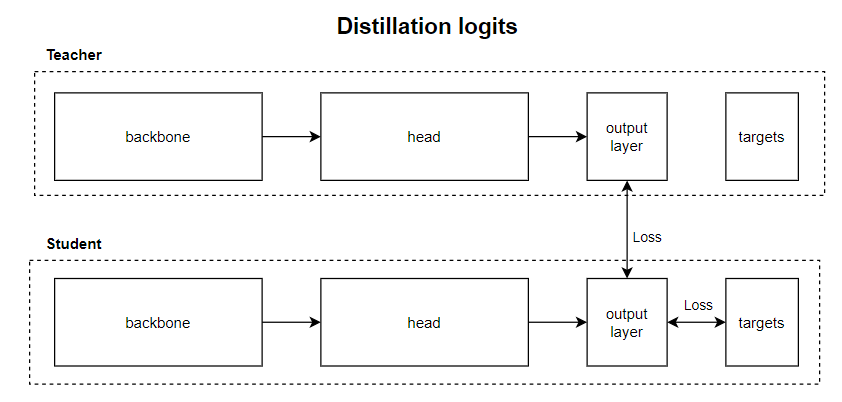 Distillation logits
Teacher
backbone
head
output
layer
targets
Loss
Student
backbone
head
output
layer
Loss
targets